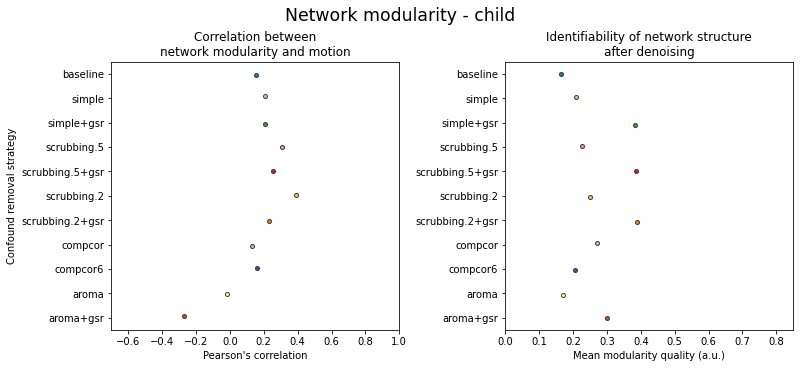 Network modularity - child
Correlation between
network modularity and motion
Confound removal strategy
baseline
simple
simple+gsr
scrubbing.5
scrubbing.5+gsr
scrubbing.2
scrubbing.2+gsr
compcor
compcor6
aroma
aroma+gsr
−0.6 −0.4 −0.2 0.0 0.2 0.4 0.6 0.8 1.0
Pearson's correlation
Identifiability of network structure
after denoising
baseline
simple
simple+gsr
scrubbing.5
scrubbing.5+gsr
scrubbing.2
scrubbing.2+gsr
compcor
compcor6
aroma
aroma+gsr
0.0 0.1 0.2 0.3 0.4 0.5 0.6 0.7 0.8
Mean modularity quality (a.u.)